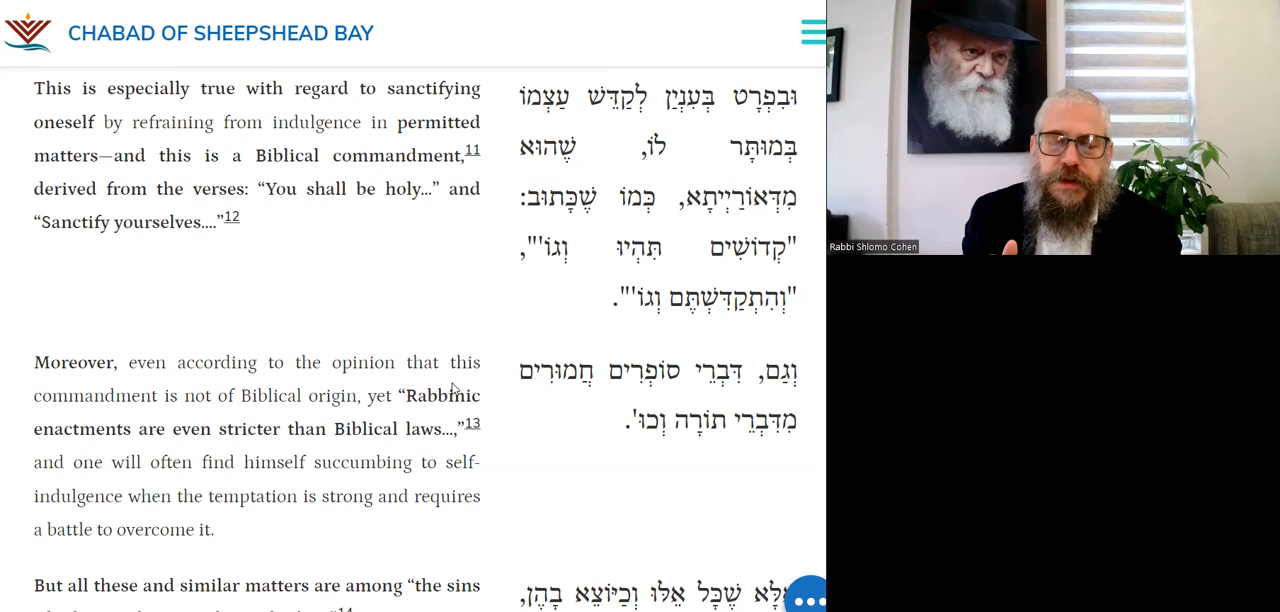 CHABAD OF SHEEPSHEAD BAY
This is especially true with regard to sanctifying
oneself by refraining from indulgence in permitted
matters—and this is a Biblical commandment,11
derived from the verses: “You shall be holy...” and
“Sanctify yourselves....”12
Moreover, even according to the opinion that this
commandment is not of Biblical origin, yet “Rabbinic
enactments are even stricter than Biblical laws...,”13
and one will often find himself succumbing to self-
indulgence when the temptation is strong and requires
a battle to overcome it.
But all these and similar matters are among “the sins
וּבִפְרָט בְּעִנְיַן לְקַדֵּשׁ עַצְמוֹ
בְּמוּתָּר לוֹ, שֶׁהוּא
מִדְּאוֹרַיְיתָא, כְּמוֹ שֶׁכָּתוּב:
"קְדוֹשִׁים תִּהְיוּ וְגוֹ'",
"וְהִתְקַדִּשְׁתֶּם וְגוֹ'".
וְגַם, דִּבְרֵי סוֹפְרִים חֲמוּרִים
מִדִּבְרֵי תוֹרָה וְכוּ'.
אֶלָּא שֶׁכָּל אֵלּוּ וְכַיּוֹצֵא בָהֶן,
Rabbi Shlomo Cohen